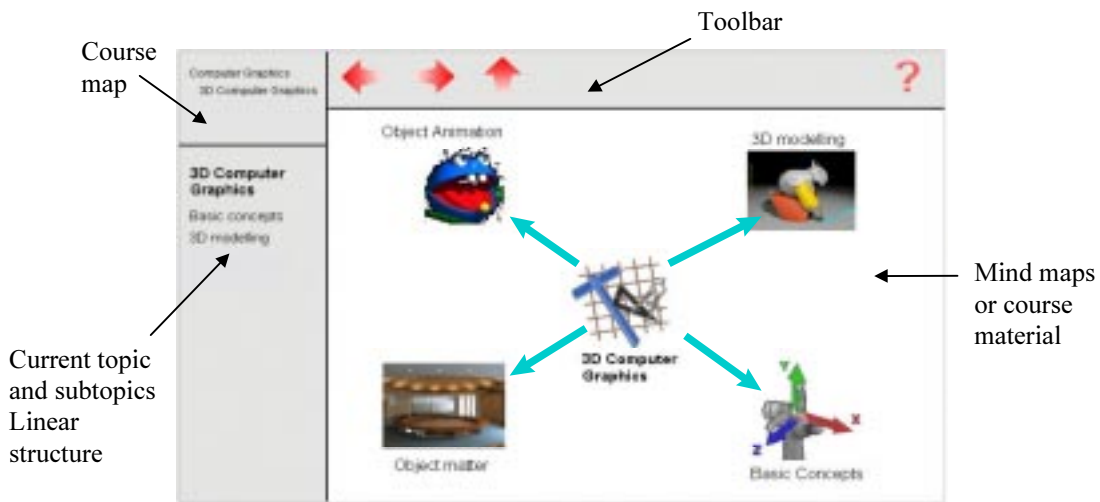 Toolbar
Course
map
Computer Graphics
3D Computer Graphics
?
Object Animation
3D modelling
3D Computer
Graphics
Basic concepts
3D modelling
Mind maps
or course
material
3D Computer
Graphics
Current topic
and subtopics
Linear
structure
Y
X
Z
Object matter
Basic Concepts